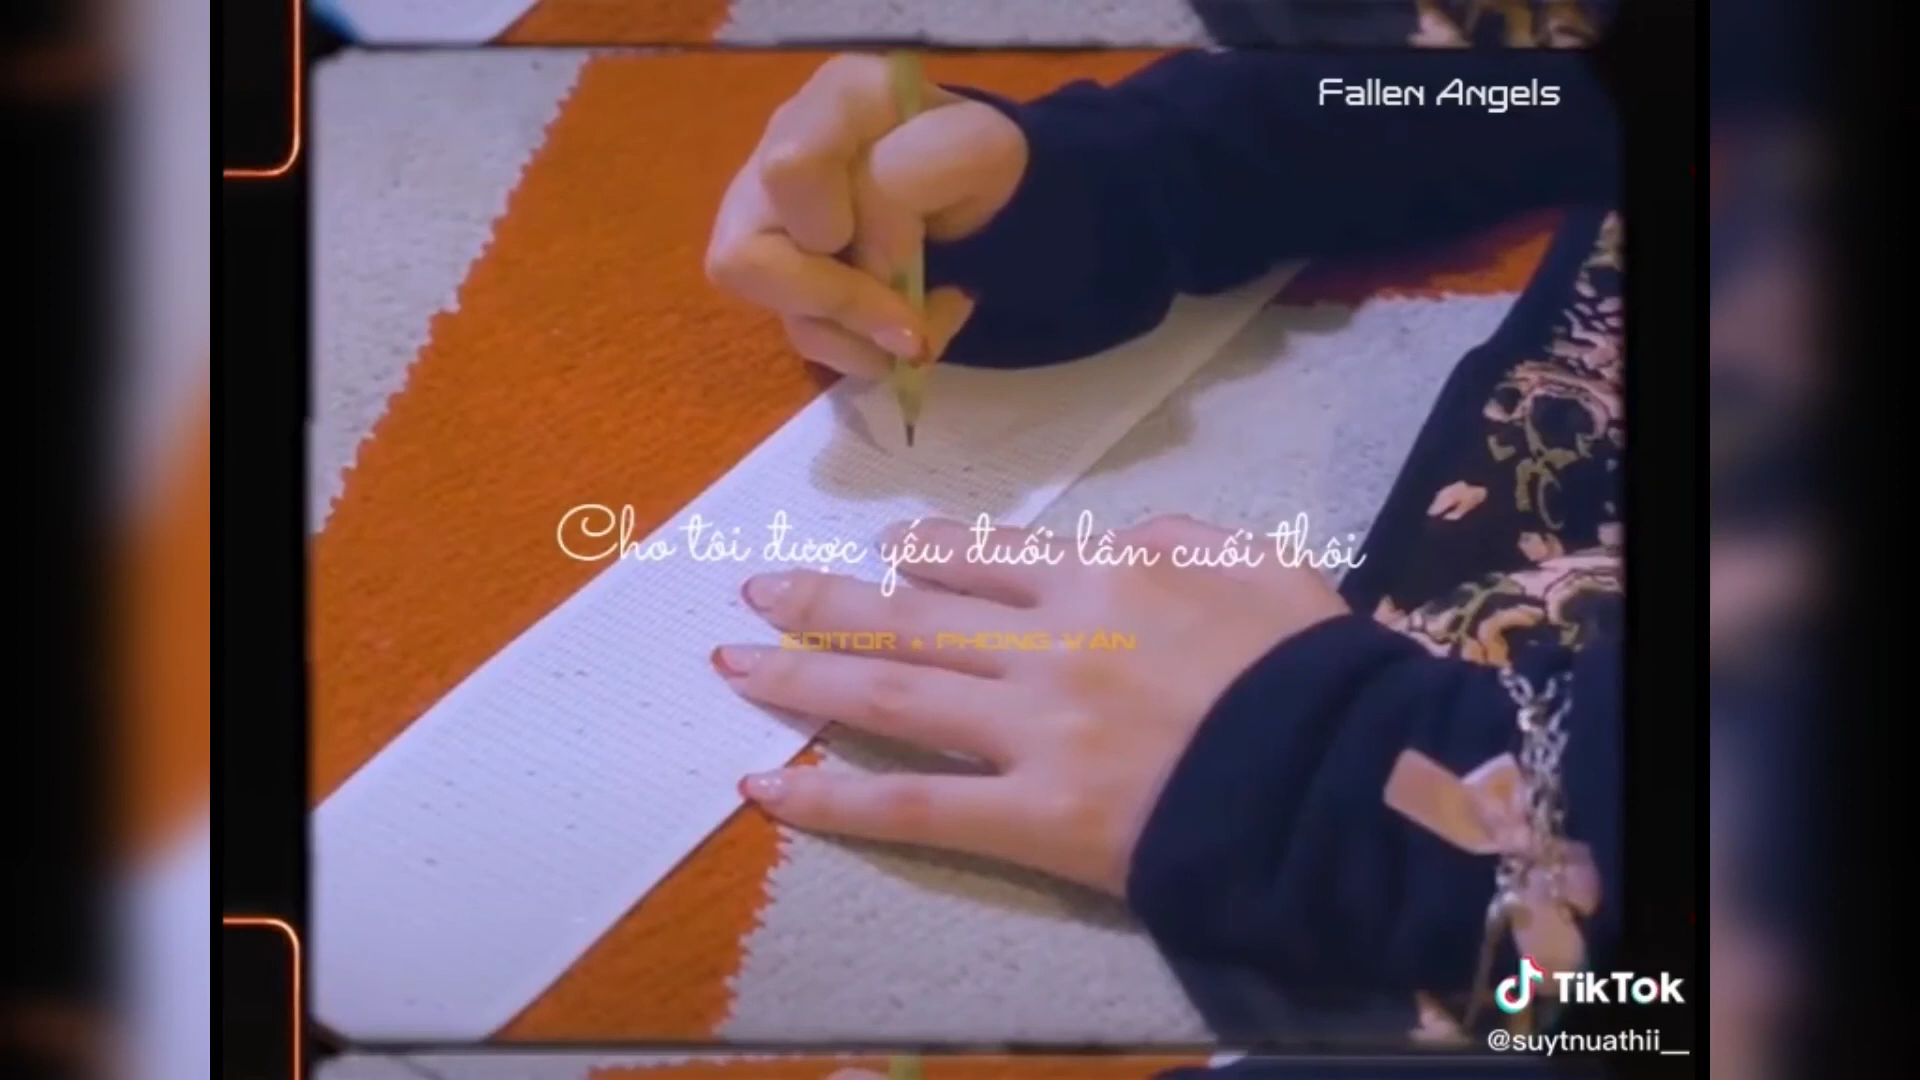 Fallen Angels
Cho tôi được yếu đuối lần cuối thôi
EDITOR ★ PHONG VÂN
TikTok
@suytnuathii__